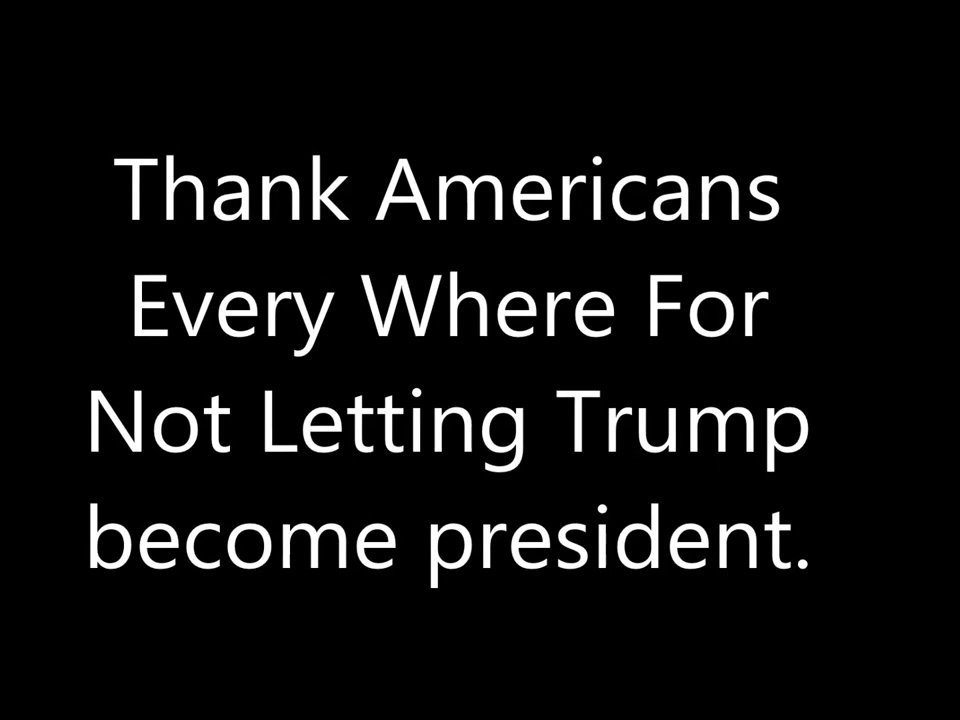 Thank Americans
Every Where For
Not Letting Trump
become president.